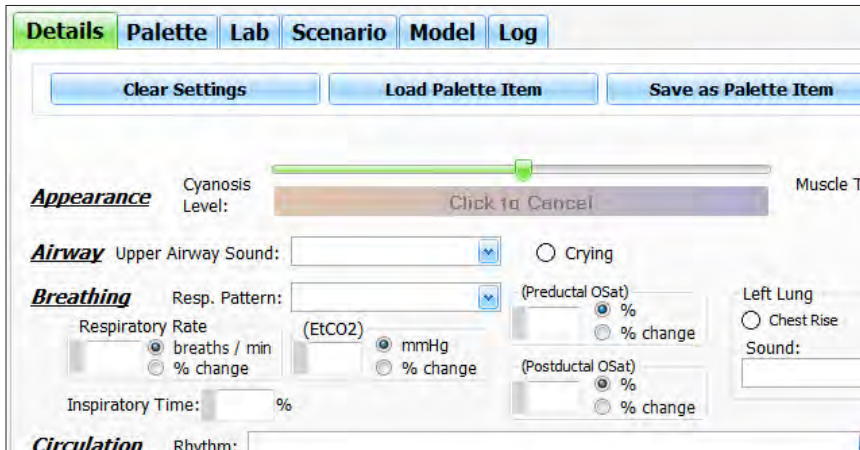 Details Palette Lab Scenario Model Log
Clear Settings Load Palette Item Save as Palette Item
Appearance Cyanosis Level: Click to Cancel Muscle T
Airway Upper Airway Sound: Crying
Breathing Resp. Pattern:
Respiratory Rate
breaths / min
% change
(EtCO2)
mmHg
% change
(Preductal OSat)
%
% change
(Postductal OSat)
%
% change
Left Lung
Chest Rise
Sound:
Inspiratory Time: %
Circulation Rhythm: